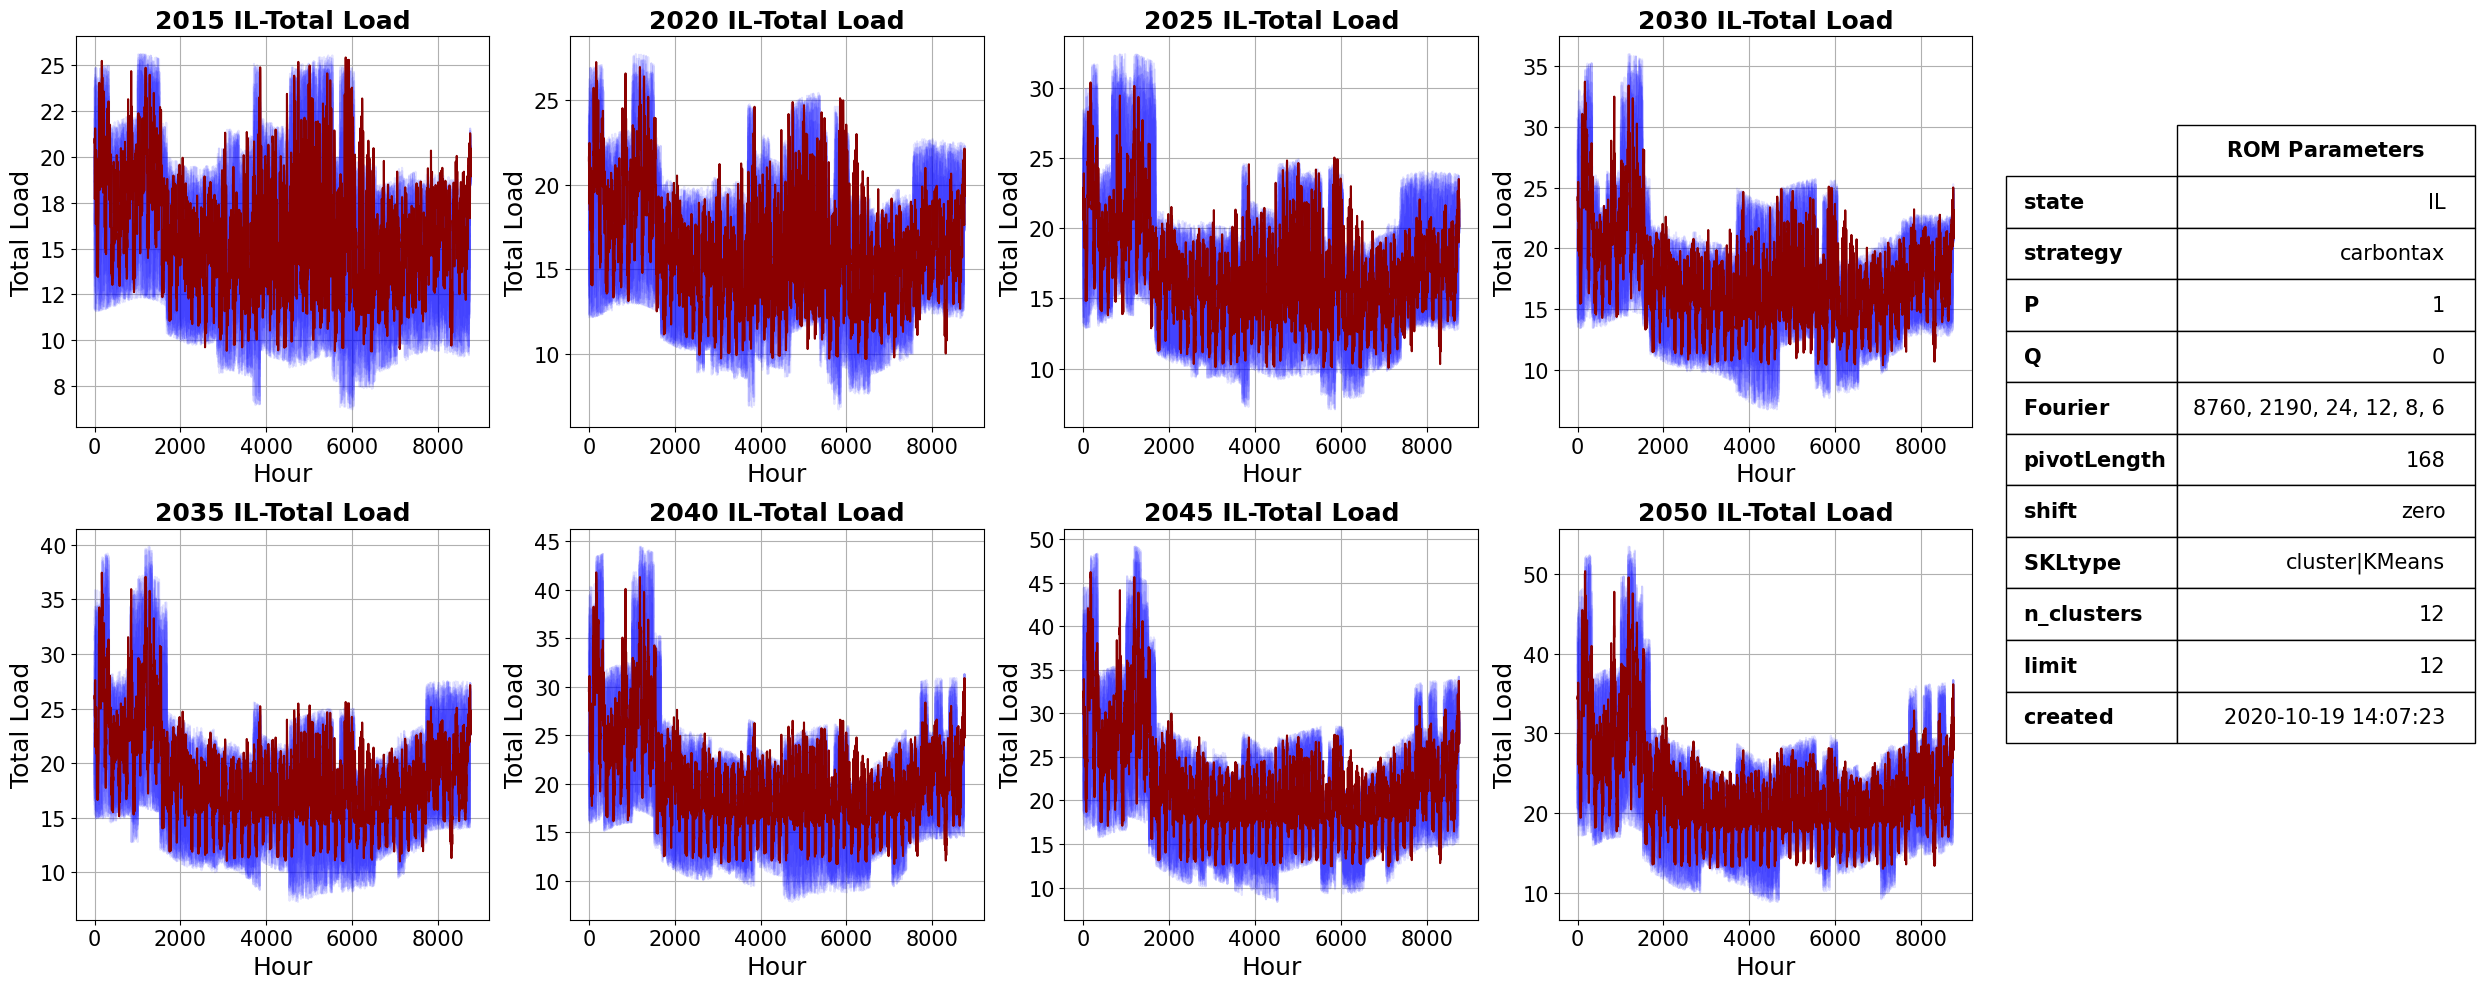 2015 IL-Total Load
25
22
20
18
15
12
10
8
Total Load
0 2000 4000 6000 8000
Hour
2020 IL-Total Load
25
20
15
10
Total Load
0 2000 4000 6000 8000
Hour
2025 IL-Total Load
30
25
20
15
10
Total Load
0 2000 4000 6000 8000
Hour
2030 IL-Total Load
35
30
25
20
15
10
Total Load
0 2000 4000 6000 8000
Hour
2035 IL-Total Load
40
35
30
25
20
15
10
Total Load
0 2000 4000 6000 8000
Hour
2040 IL-Total Load
45
40
35
30
25
20
15
10
Total Load
0 2000 4000 6000 8000
Hour
2045 IL-Total Load
50
45
40
35
30
25
20
15
10
Total Load
0 2000 4000 6000 8000
Hour
2050 IL-Total Load
50
40
30
20
10
Total Load
0 2000 4000 6000 8000
Hour
ROM Parameters
state IL
strategy carbontax
P 1
Q 0
Fourier 8760, 2190, 24, 12, 8, 6
pivotLength 168
shift zero
SKLtype cluster|KMeans
n_clusters 12
limit 12
created 2020-10-19 14:07:23